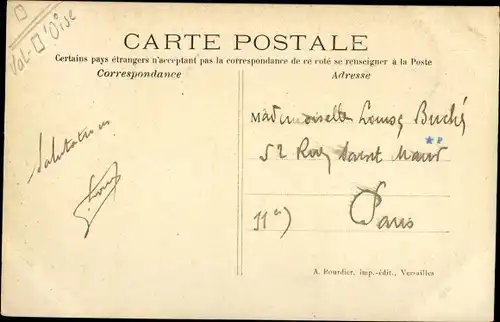 Val-d'Oise
CARTE POSTALE
Certains pays étrangers n'acceptant pas la correspondance de ce coté se renseigner à la Poste
Correspondance
Adresse
Salutations
Mademoiselle Louise Buché
52 Rue Saint Maur
*P
Paris
11e)
A. Bourdier, imp.-édit., Versailles